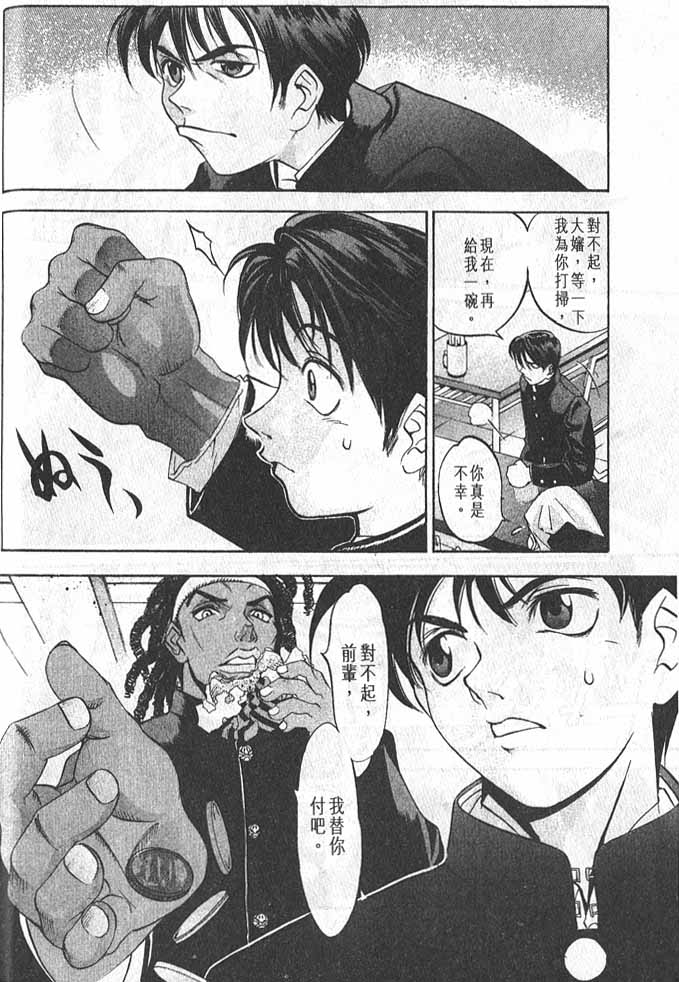 對不起，
大嬸，等一下
我為你打掃，
現在，再
給我一碗。
你真是
不幸。
ぬぅ、
對不起，
前輩，
我替你
付吧。